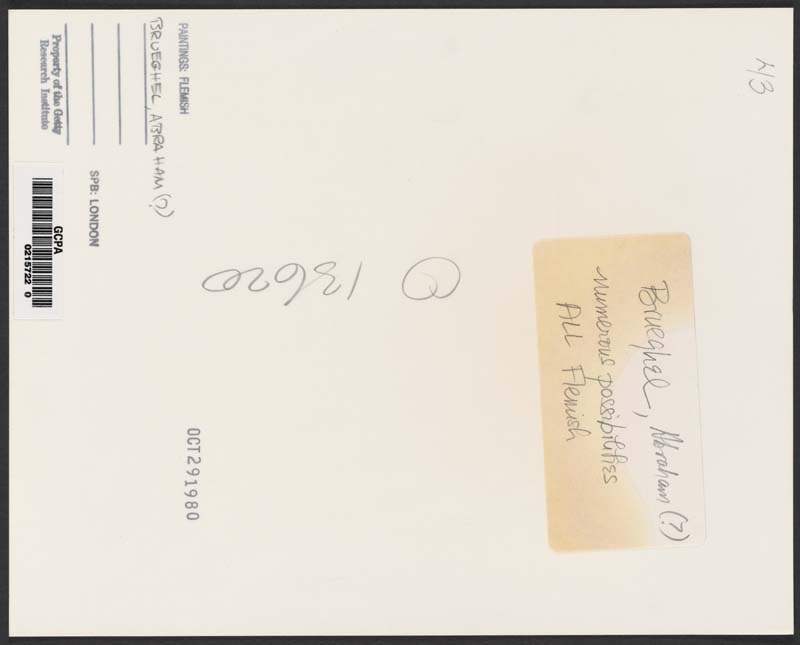 PAINTINGS: FLEMISH
BRUEGHEL, ABRAHAM (?)
SPB: LONDON
Property of the Getty
Research Institute
GCPA
0215722 0
4/3
Brueghel, Abraham (?)
numerous possibilities
ALL Flemish
OCT291980